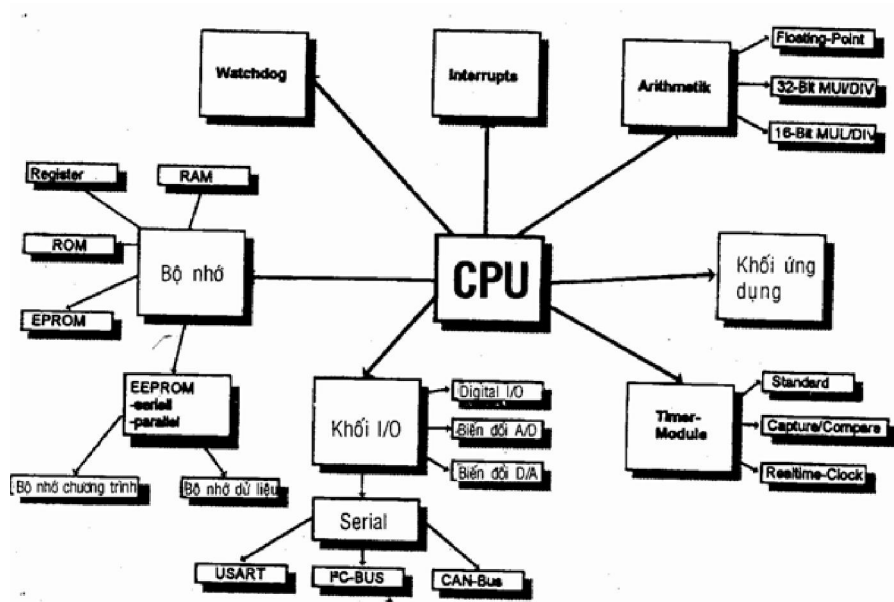 Watchdog
Interrupts
Arithmetik
Floating-Point
32-Bit MUl/DIV
16-Bit MUL/DIV
Register
RAM
ROM
Bộ nhớ
EPROM
CPU
Khối ứng
dụng
EEPROM
-seriell
-parallel
Bộ nhớ chương trình
Bộ nhớ dử liệu
Khối I/O
Digital I/O
Biến đổi A/D
Biến đổi D/A
Serial
USART
I²C-BUS
CAN-Bus
Timer-
Module
Standard
Capture/Compare
Realtime-Clock